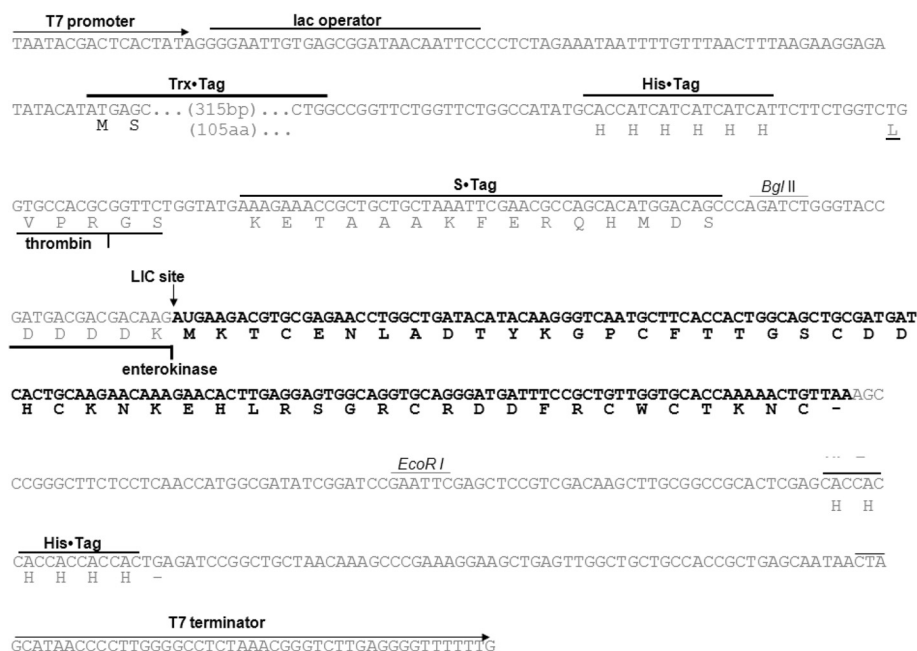 T7 promoter lac operator
TAATACGACTCACTATAGGGGAATTGTGAGCGGATAACAATTCCCCTCTAGAAATAATTTTGTTTAACTTTAAGAAGGAGA
Trx•Tag His•Tag
TATACATATGAGC...(315bp)...CTGGCCGGTTCTGGTTCTGGCCATATGCACCATCATCATCATCATTCTTCTGGTCTG
M S (105aa)... H H H H H H L
S•Tag Bgl II
GTGCCACGCGGTTCTGGTATGAAAGAAACCGCTGCTGCTAAATTCGAACGCCAGCACATGGACAGCCCAGATCTGGGTACC
V P R G S K E T A A A K F E R Q H M D S
thrombin
LIC site
GATGACGACGACAAGAUGAAGACGTGCGAGAACCTGGCTGATACATACAAGGGTCAATGCTTCACCACTGGCAGCTGCGATGAT
D D D D K M K T C E N L A D T Y K G P C F T T G S C D D
enterokinase
CACTGCAAGAACAAAGAACACTTGAGGAGTGGCAGGTGCAGGGATGATTTCCGCTGTTGGTGCACCAAAAACTGTTAAAGC
H C K N K E H L R S G R C R D D F R C W C T K N C -
EcoR I
CCGGGCTTCTCCTCAACCATGGCGATATCGGATCCGAATTCGAGCTCCGTCGACAAGCTTGCGGCCGCACTCGAGCACCAC
H H
His•Tag
CACCACCACCACTGAGATCCGGCTGCTAACAAAGCCCGAAAGGAAGCTGAGTTGGCTGCTGCCACCGCTGAGCAATAACTA
H H H H -
T7 terminator
GCATAACCCCTTGGGGCCTCTAAACGGGTCTTGAGGGGTTTTTTG